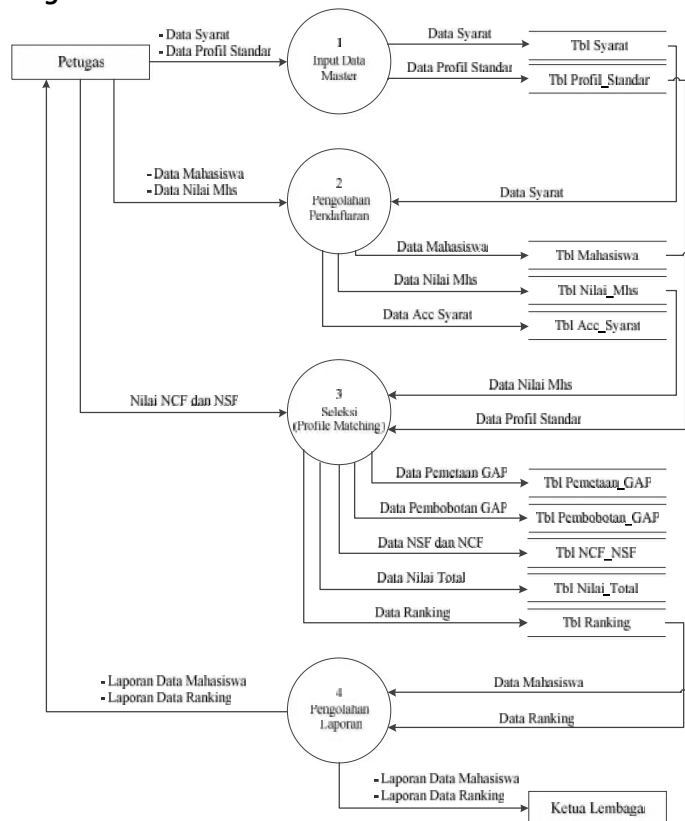 - Data Syarat
- Data Profil Standar
Petugas
1
Input Data
Master
Data Syarat
Tbl Syarat
Data Profil Standar
Tbl Profil_Standar
- Data Mahasiswa
- Data Nilai Mhs
2
Pengolahan
Pendaftaran
Data Syarat
Data Mahasiswa
Tbl Mahasiswa
Data Nilai Mhs
Tbl Nilai_Mhs
Data Acc Syarat
Tbl Acc_Syarat
Nilai NCF dan NSF
3
Seleksi
(Profile Matching)
Data Nilai Mhs
Data Profil Standar
Data Pemetaan GAP
Tbl Pemetaan_GAP
Data Pembobotan GAP
Tbl Pembobotan_GAP
Data NSF dan NCF
Tbl NCF_NSF
Data Nilai Total
Tbl Nilai_Total
Data Ranking
Tbl Ranking
- Laporan Data Mahasiswa
- Laporan Data Ranking
4
Pengolahan
Laporan
Data Mahasiswa
Data Ranking
- Laporan Data Mahasiswa
- Laporan Data Ranking
Ketua Lembaga